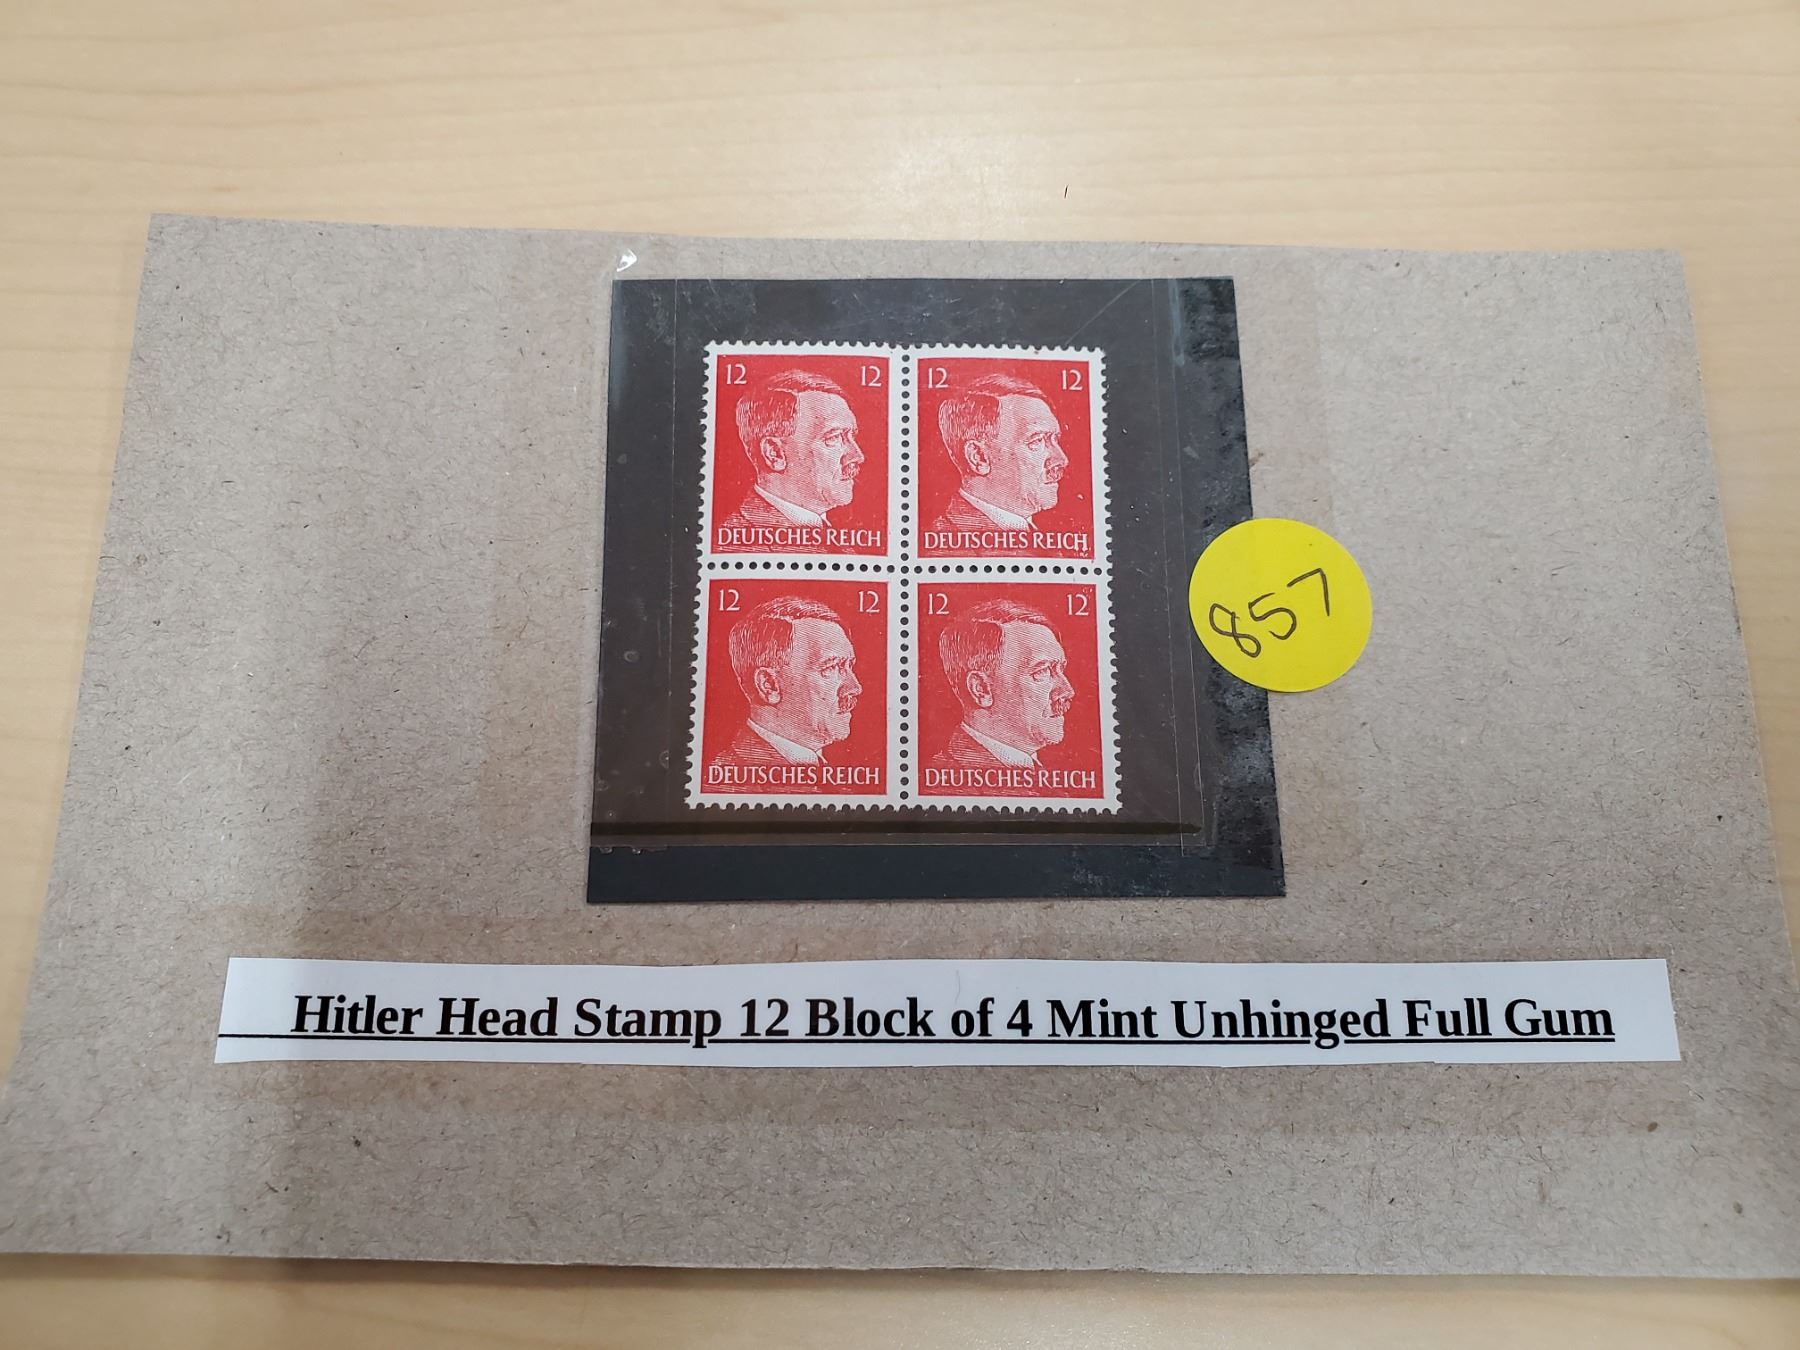 12 12 12 12
DEUTSCHES REICH DEUTSCHES REICH
12 12 12 12
DEUTSCHES REICH DEUTSCHES REICH
857
Hitler Head Stamp 12 Block of 4 Mint Unhinged Full Gum